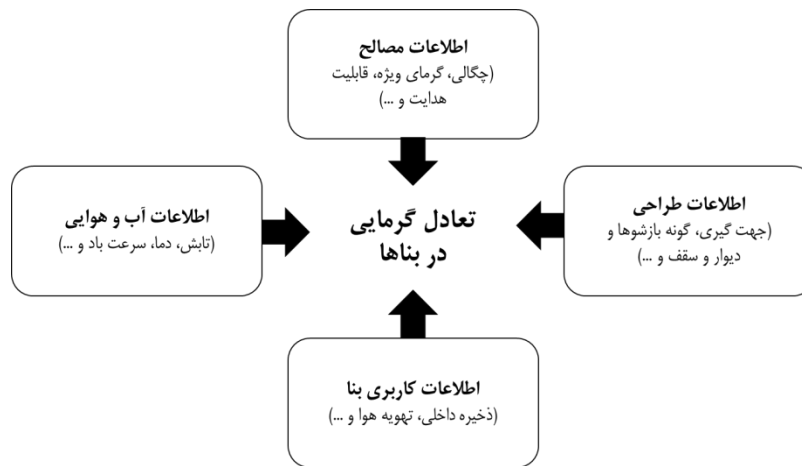 اطلاعات مصالح
(چگالی، گرمای ویژه، قابلیت
هدایت و ...)
اطلاعات طراحی
(جهت گیری، گونه بازشوها و
دیوار و سقف و ...)
تعادل گرمایی
در بناها
اطلاعات آب و هوایی
(تابش، دما، سرعت باد و ...)
اطلاعات کاربری بنا
(ذخیره داخلی، تهویه هوا و ...)